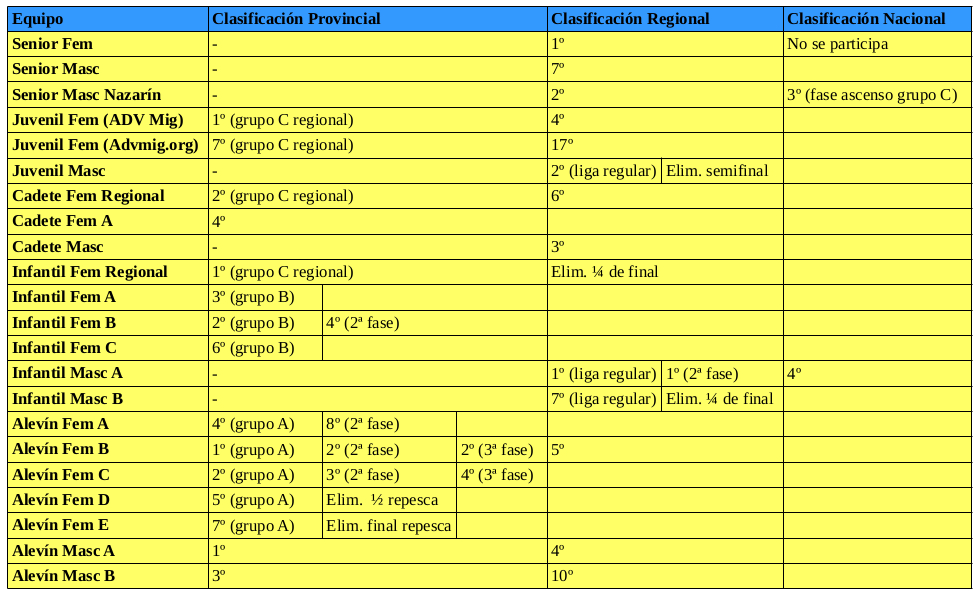 Equipo Clasificación Provincial Clasificación Regional Clasificación Nacional
Senior Fem - 1º No se participa
Senior Masc - 7º
Senior Masc Nazarín - 2º 3º (fase ascenso grupo C)
Juvenil Fem (ADV Mig) 1º (grupo C regional) 4º
Juvenil Fem (Advmig.org) 7º (grupo C regional) 17º
Juvenil Masc - 2º (liga regular) Elim. semifinal
Cadete Fem Regional 2º (grupo C regional) 6º
Cadete Fem A 4º
Cadete Masc - 3º
Infantil Fem Regional 1º (grupo C regional) Elim. ¼ de final
Infantil Fem A 3º (grupo B)
Infantil Fem B 2º (grupo B) 4º (2ª fase)
Infantil Fem C 6º (grupo B)
Infantil Masc A - 1º (liga regular) 1º (2ª fase) 4º
Infantil Masc B - 7º (liga regular) Elim. ¼ de final
Alevín Fem A 4º (grupo A) 8º (2ª fase)
Alevín Fem B 1º (grupo A) 2º (2ª fase) 2º (3ª fase) 5º
Alevín Fem C 2º (grupo A) 3º (2ª fase) 4º (3ª fase)
Alevín Fem D 5º (grupo A) Elim. ½ repesca
Alevín Fem E 7º (grupo A) Elim. final repesca
Alevín Masc A 1º 4º
Alevín Masc B 3º 10º